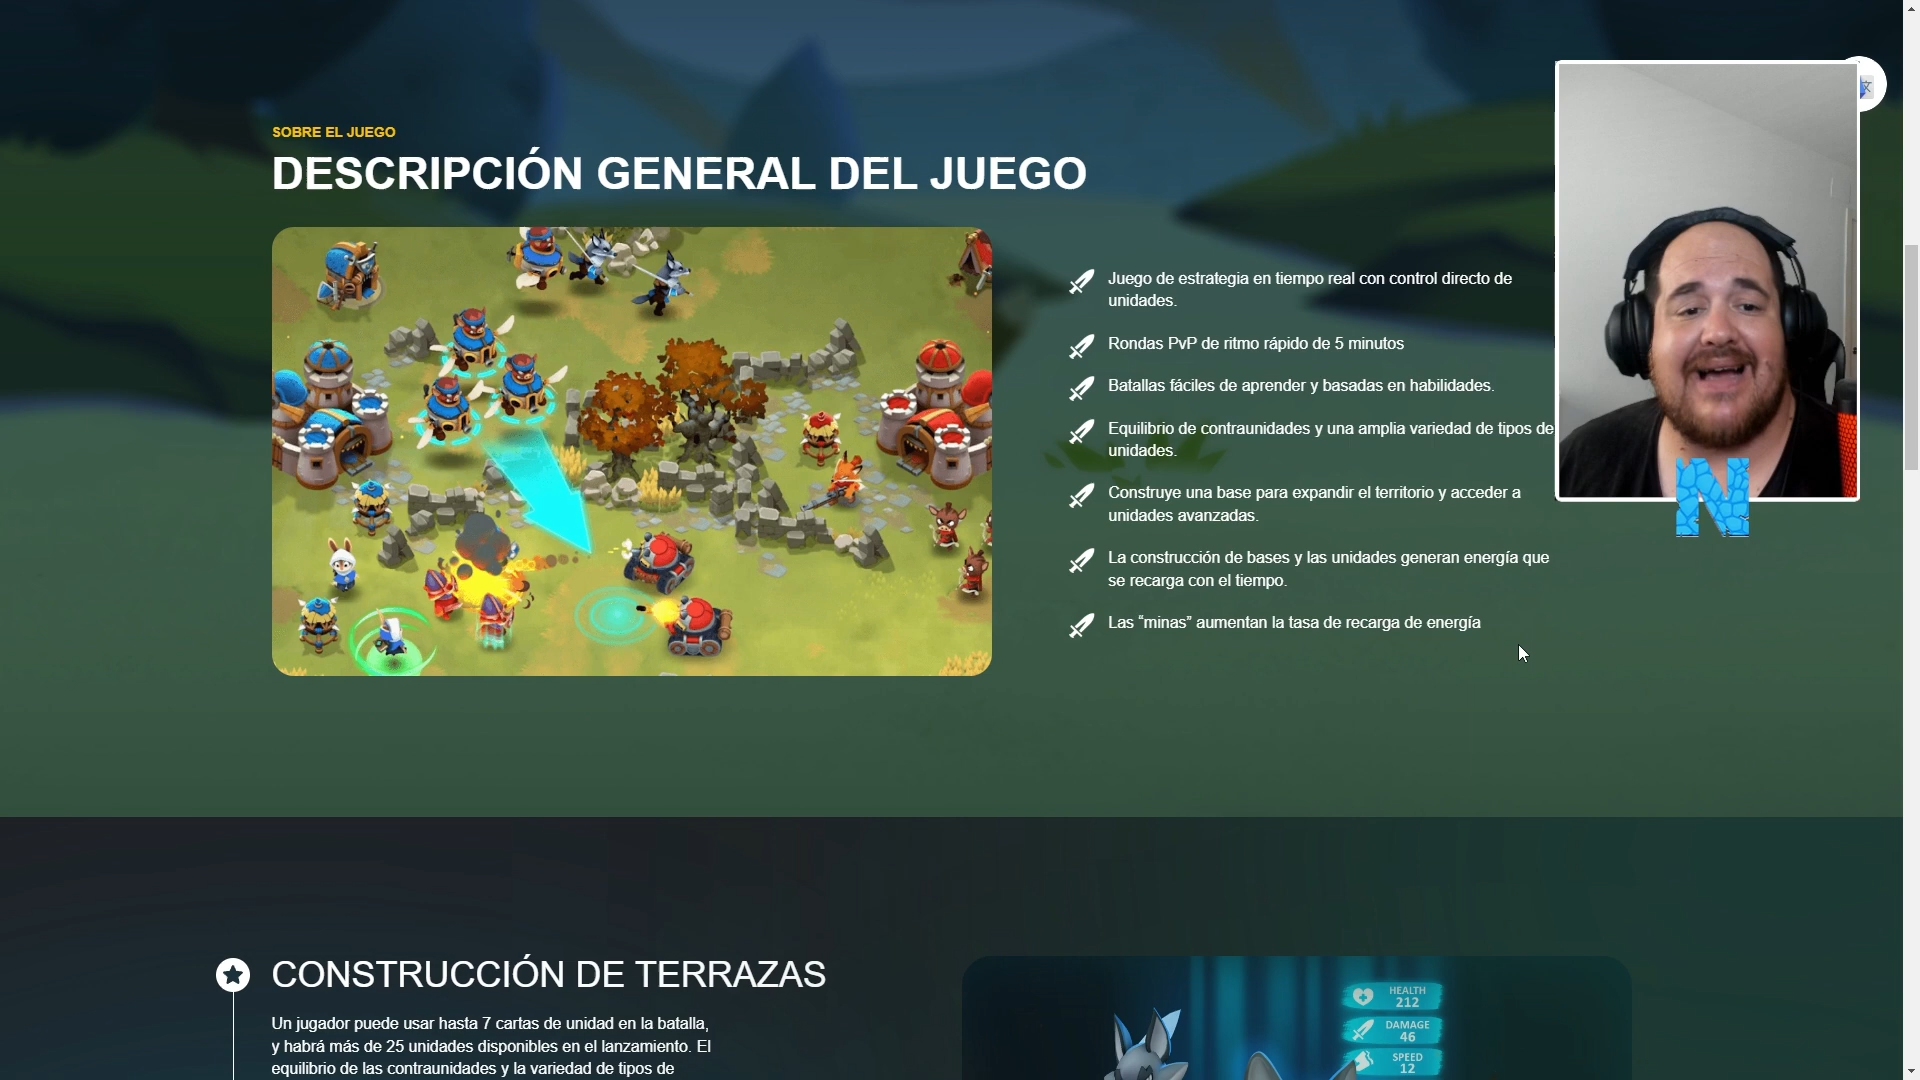 SOBRE EL JUEGO
DESCRIPCIÓN GENERAL DEL JUEGO
Juego de estrategia en tiempo real con control directo de
unidades.
Rondas PvP de ritmo rápido de 5 minutos
Batallas fáciles de aprender y basadas en habilidades.
Equilibrio de contraunidades y una amplia variedad de tipos de
unidades.
Construye una base para expandir el territorio y acceder a
unidades avanzadas.
La construcción de bases y las unidades generan energía que
se recarga con el tiempo.
Las “minas” aumentan la tasa de recarga de energía
N
CONSTRUCCIÓN DE TERRAZAS
Un jugador puede usar hasta 7 cartas de unidad en la batalla,
y habrá más de 25 unidades disponibles en el lanzamiento. El
equilibrio de las contraunidades y la variedad de tipos de
HEALTH
212
DAMAGE
46
SPEED
12